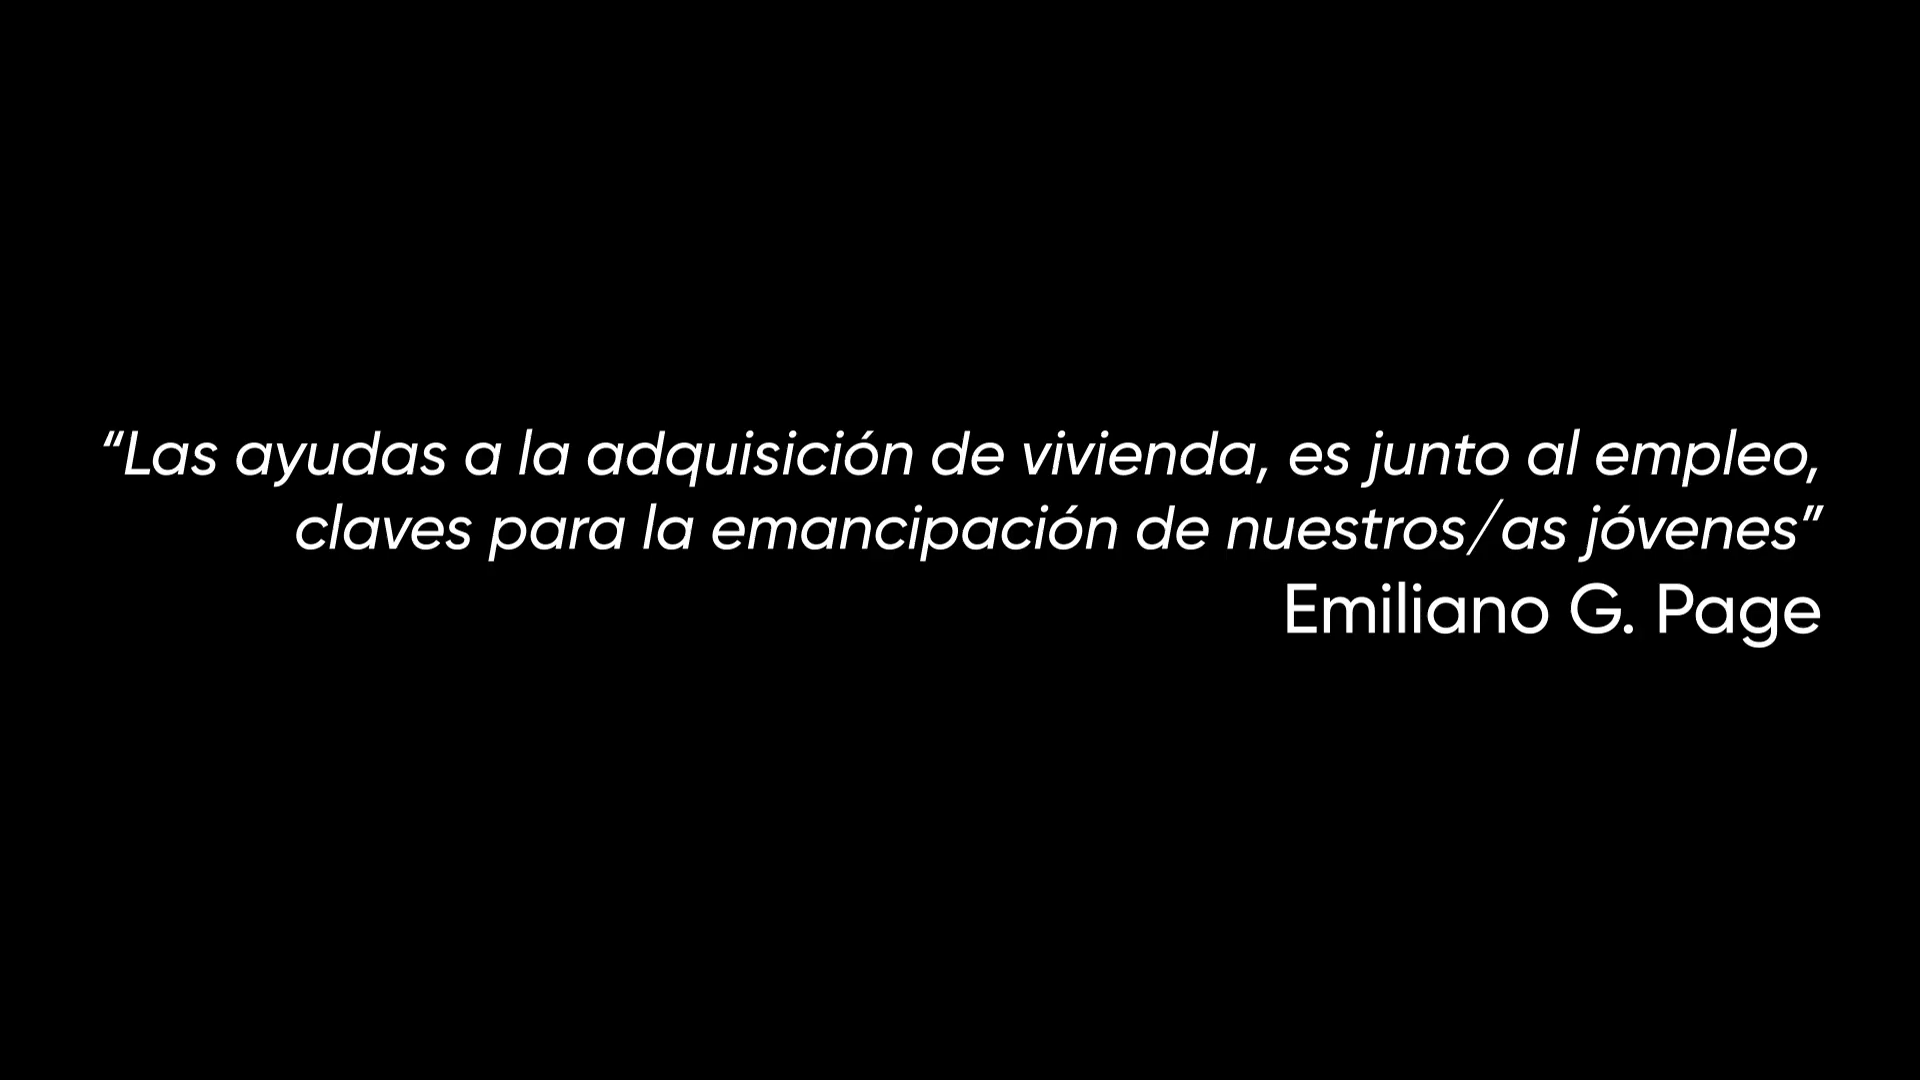 “Las ayudas a la adquisición de vivienda, es junto al empleo,
claves para la emancipación de nuestros/as jóvenes”
Emiliano G. Page